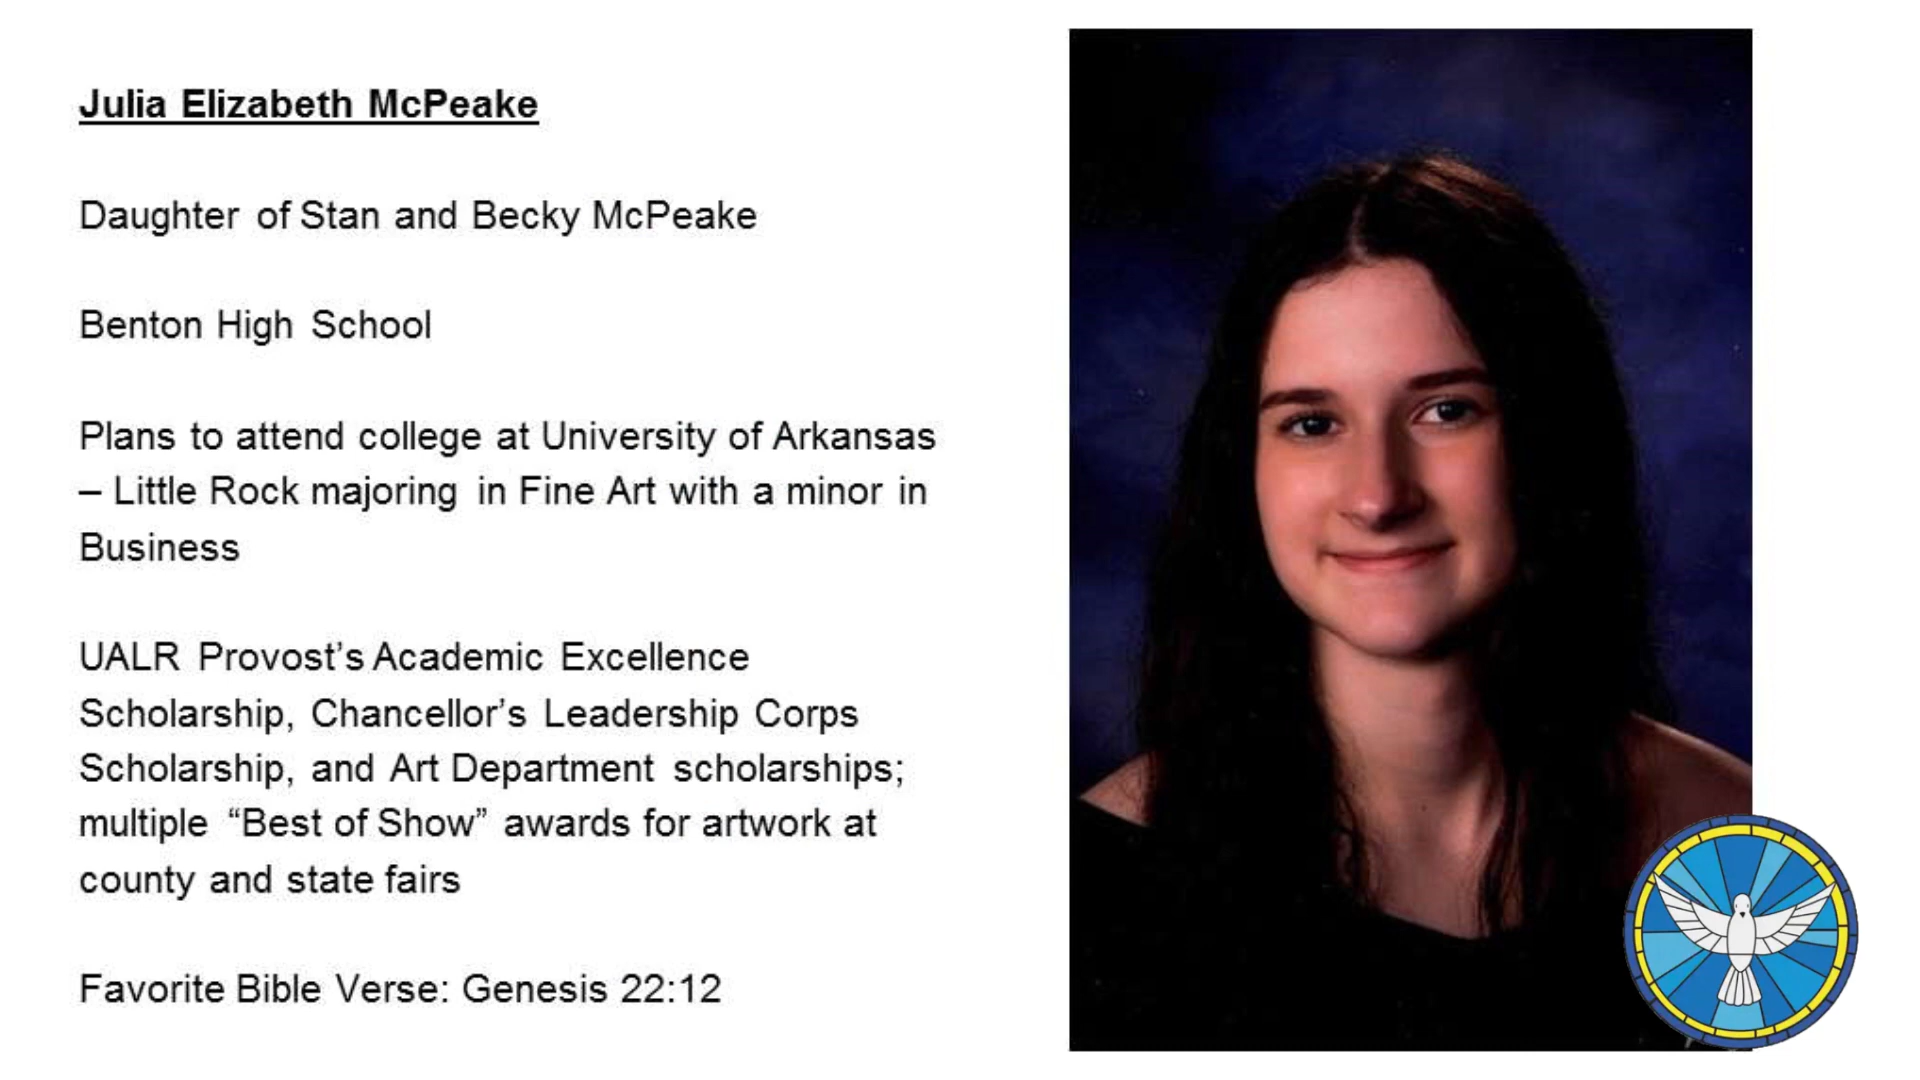 Julia Elizabeth McPeake
Daughter of Stan and Becky McPeake
Benton High School
Plans to attend college at University of Arkansas
– Little Rock majoring in Fine Art with a minor in
Business
UALR Provost’s Academic Excellence
Scholarship, Chancellor’s Leadership Corps
Scholarship, and Art Department scholarships;
multiple “Best of Show” awards for artwork at
county and state fairs
Favorite Bible Verse: Genesis 22:12